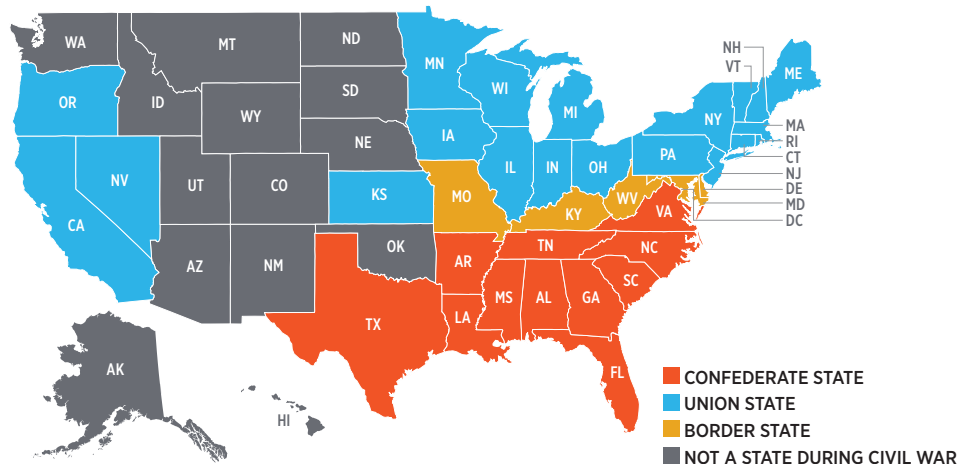 WA
MT
ND
MN
OR
ID
WY
SD
WI
MI
NH
VT
ME
NY
MA
RI
CT
NJ
DE
MD
DC
NE
IA
PA
NV
UT
CO
KS
MO
IL
IN
OH
WV
VA
KY
CA
AZ
NM
OK
AR
TN
NC
SC
MS
AL
GA
LA
TX
FL
AK
HI
CONFEDERATE STATE
UNION STATE
BORDER STATE
NOT A STATE DURING CIVIL WAR